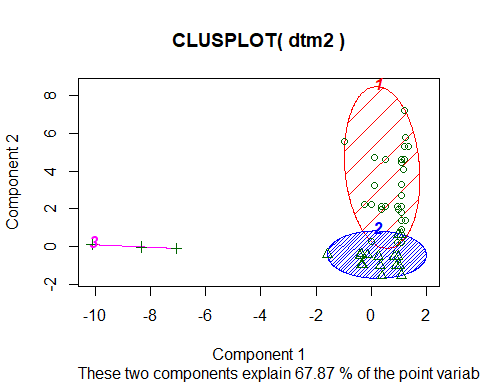 CLUSPLOT( dtm2 )
1
2
3
Component 2
8
6
4
2
0
-2
-10 -8 -6 -4 -2 0 2
Component 1
These two components explain 67.87 % of the point variab